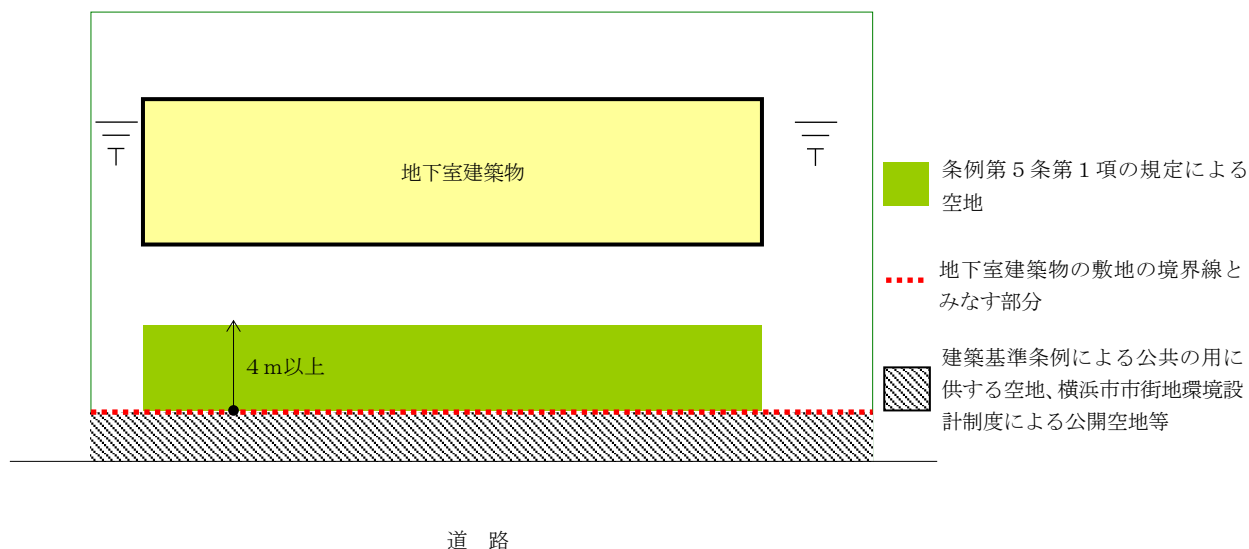 地下室建築物
条例第５条第１項の規定による
空地
地下室建築物の敷地の境界線と
みなす部分
４ｍ以上
建築基準条例による公共の用に
供する空地、横浜市市街地環境設
計制度による公開空地等
道　路